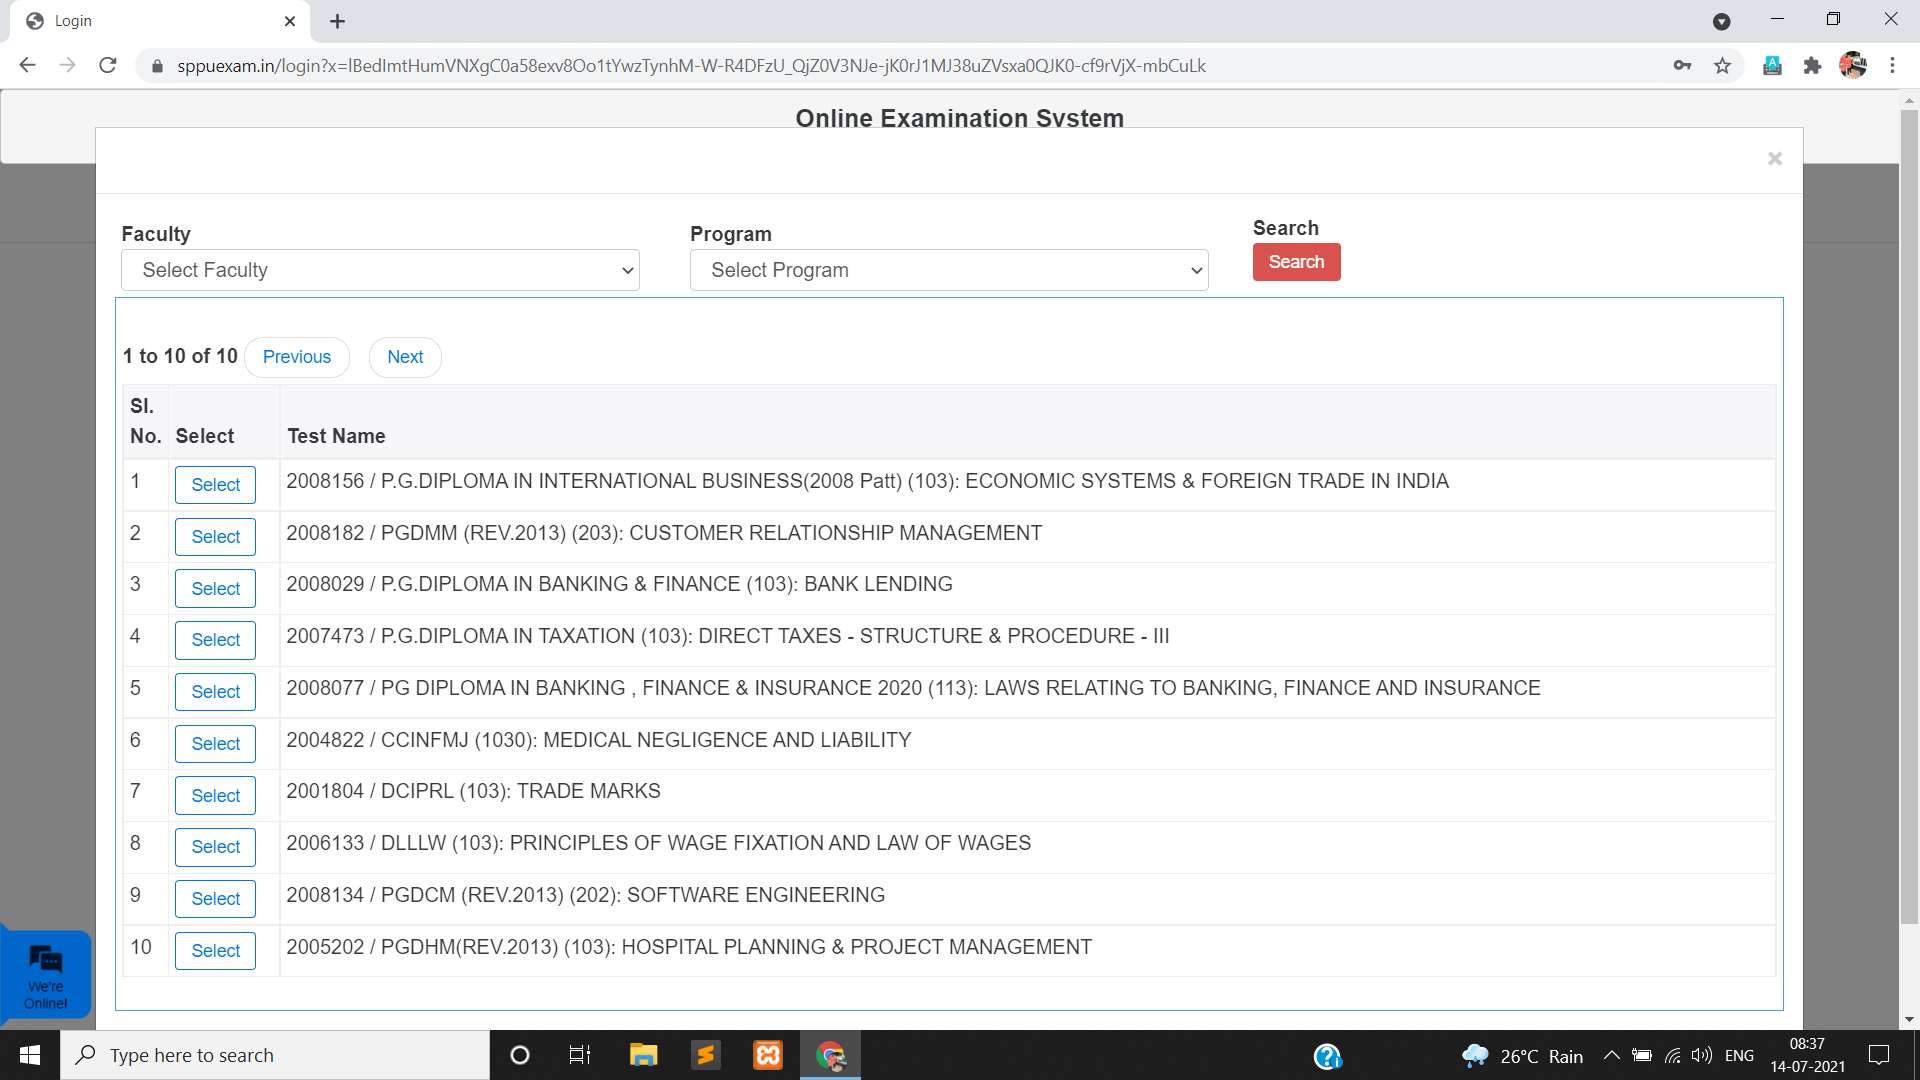 Login
sppuexam.in/login?x=lBedImtHumVNXgC0a58exv8Oo1tYwzTynhM-W-R4DFzU_QjZ0V3NJe-jK0rJ1MJ38uZVsxa0QJK0-cf9rVjX-mbCuLk
Online Examination System
×
Faculty
Program
Search
Select Faculty
Select Program
Search
1 to 10 of 10 Previous Next
Sl. No. Select Test Name
1 Select 2008156 / P.G.DIPLOMA IN INTERNATIONAL BUSINESS(2008 Patt) (103): ECONOMIC SYSTEMS & FOREIGN TRADE IN INDIA
2 Select 2008182 / PGDMM (REV.2013) (203): CUSTOMER RELATIONSHIP MANAGEMENT
3 Select 2008029 / P.G.DIPLOMA IN BANKING & FINANCE (103): BANK LENDING
4 Select 2007473 / P.G.DIPLOMA IN TAXATION (103): DIRECT TAXES - STRUCTURE & PROCEDURE - III
5 Select 2008077 / PG DIPLOMA IN BANKING , FINANCE & INSURANCE 2020 (113): LAWS RELATING TO BANKING, FINANCE AND INSURANCE
6 Select 2004822 / CCINFMJ (1030): MEDICAL NEGLIGENCE AND LIABILITY
7 Select 2001804 / DCIPRL (103): TRADE MARKS
8 Select 2006133 / DLLLW (103): PRINCIPLES OF WAGE FIXATION AND LAW OF WAGES
9 Select 2008134 / PGDCM (REV.2013) (202): SOFTWARE ENGINEERING
10 Select 2005202 / PGDHM(REV.2013) (103): HOSPITAL PLANNING & PROJECT MANAGEMENT
We're
Online!
Type here to search
26°C Rain
ENG
08:37
14-07-2021